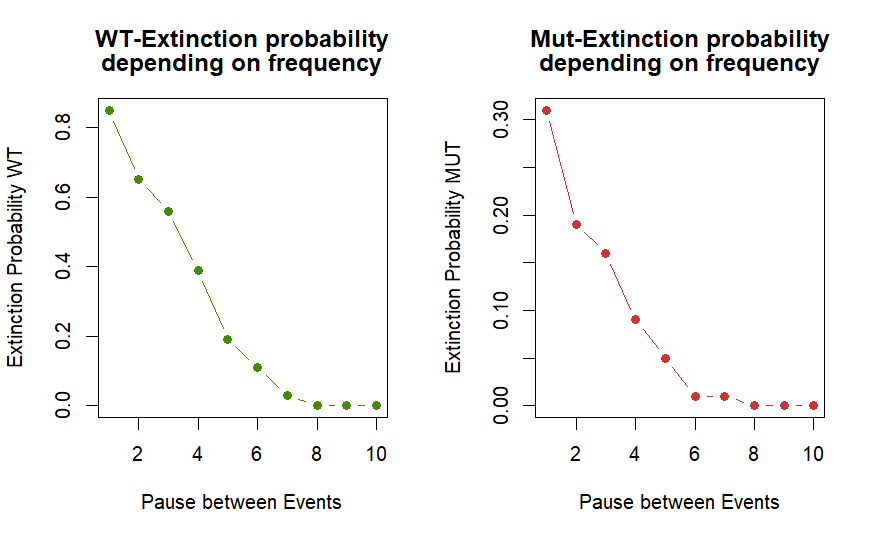 WT-Extinction probability
depending on frequency
Extinction Probability WT
0.8
0.6
0.4
0.2
0.0
2 4 6 8 10
Pause between Events
Mut-Extinction probability
depending on frequency
Extinction Probability MUT
0.30
0.20
0.10
0.00
2 4 6 8 10
Pause between Events